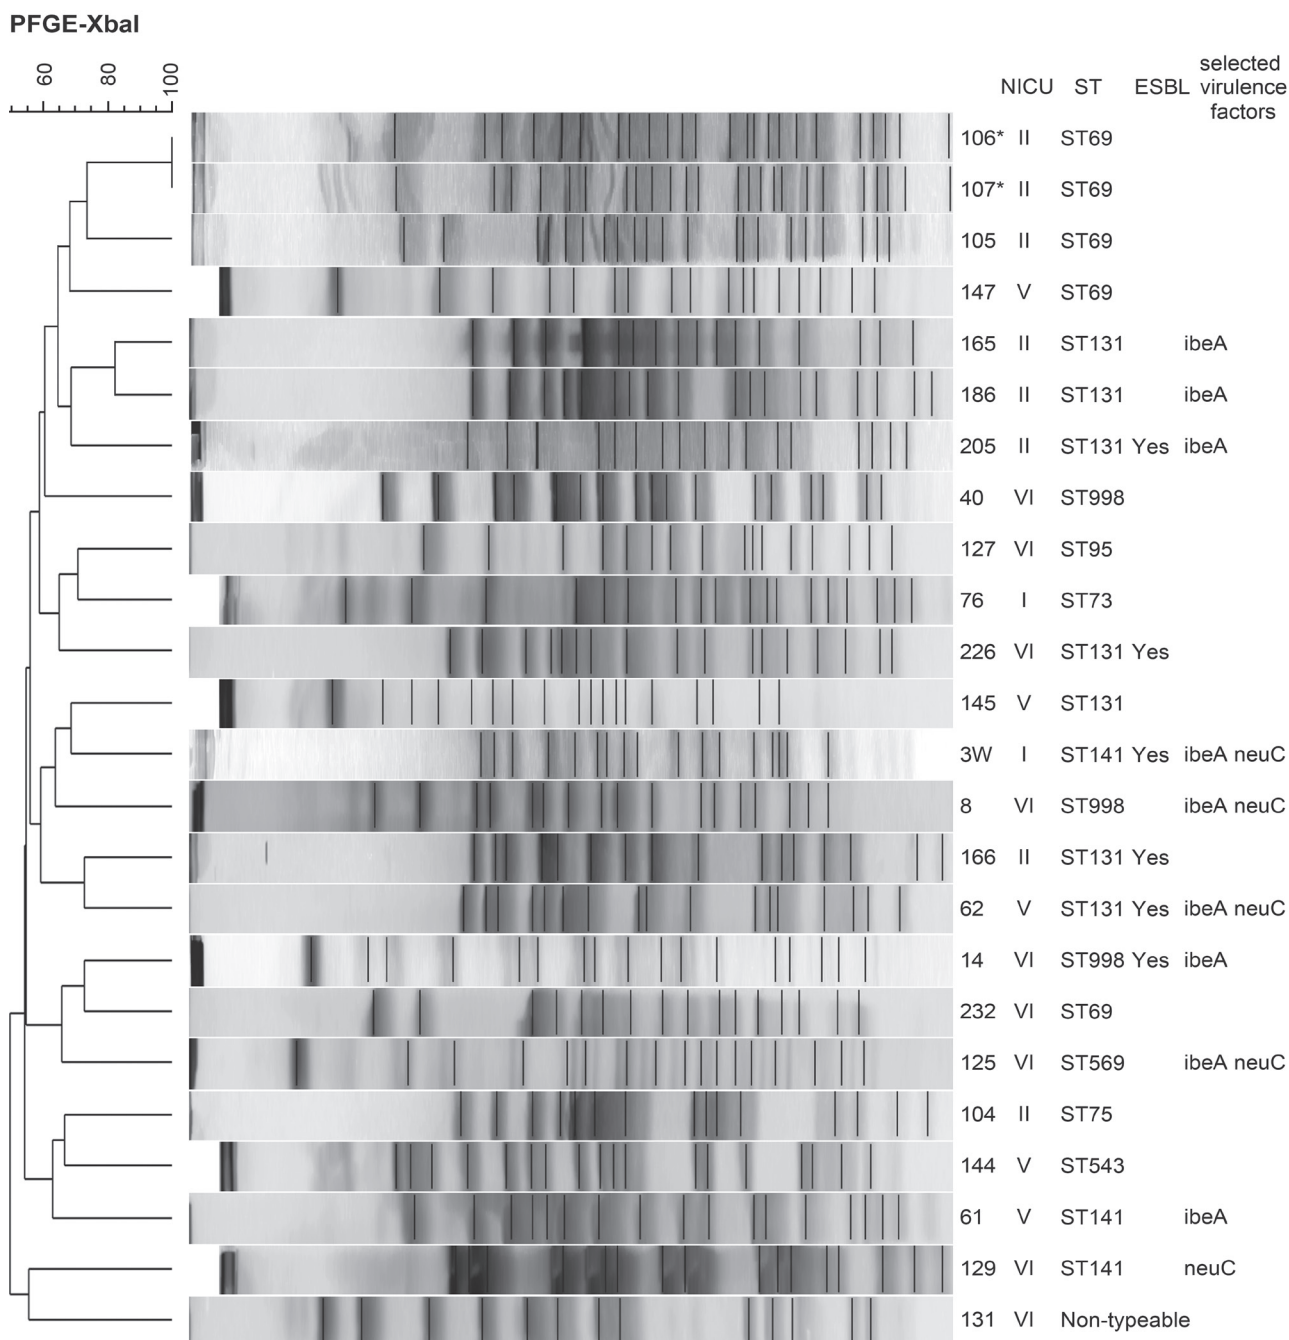 PFGE-XbaI
60 80 100
NICU ST ESBL selected virulence factors
106* II ST69
107* II ST69
105 II ST69
147 V ST69
165 II ST131 ibeA
186 II ST131 ibeA
205 II ST131 Yes ibeA
40 VI ST998
127 VI ST95
76 I ST73
226 VI ST131 Yes
145 V ST131
3W I ST141 Yes ibeA neuC
8 VI ST998 ibeA neuC
166 II ST131 Yes
62 V ST131 Yes ibeA neuC
14 VI ST998 Yes ibeA
232 VI ST69
125 VI ST569 ibeA neuC
104 II ST75
144 V ST543
61 V ST141 ibeA
129 VI ST141 neuC
131 VI Non-typeable